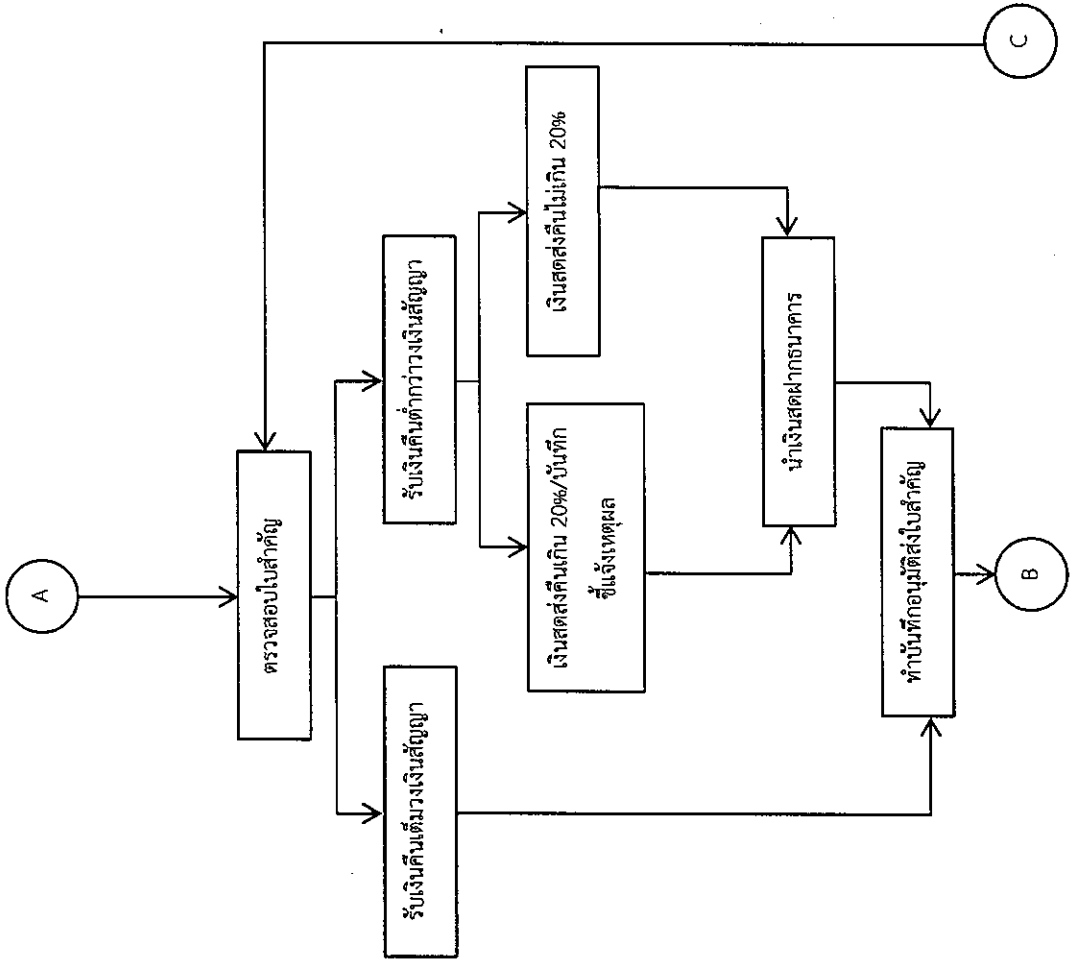 A
ตรวจสอบใบสำคัญ
รับเงินคืนเต็มวงเงินสัญญา
รับเงินคืนต่ำกว่าวงเงินสัญญา
เงินสดส่งคืนเกิน 20%/บันทึก
ชี้แจ้งเหตุผล
เงินสดส่งคืนไม่เกิน 20%
นำเงินสดฝากธนาคาร
ทำบันทึกอนุมัติส่งใบสำคัญ
B
C